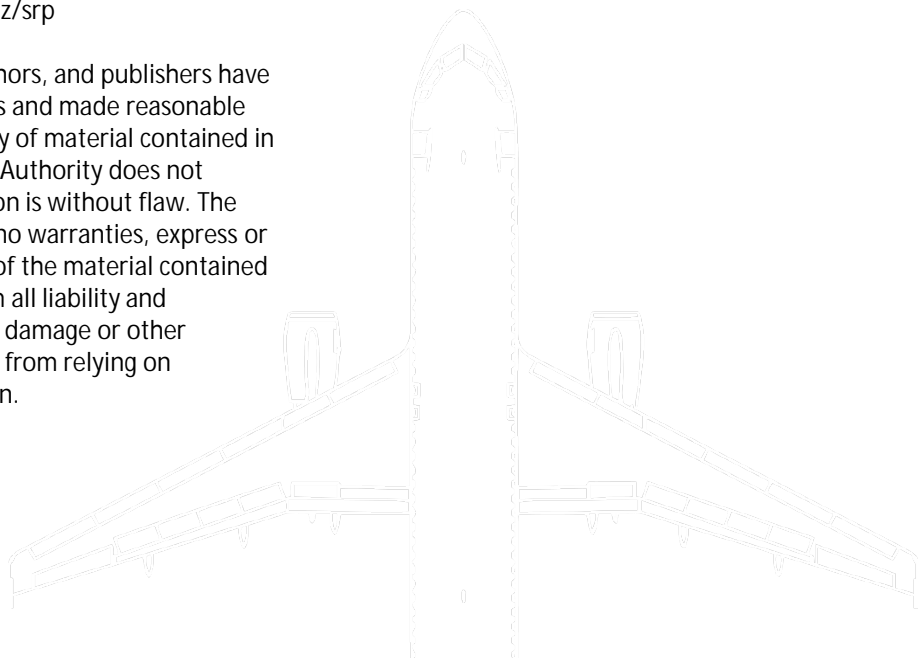 z/srp
hors, and publishers have
s and made reasonable
y of material contained in
Authority does not
on is without flaw. The
no warranties, express or
of the material contained
n all liability and
damage or other
from relying on
n.